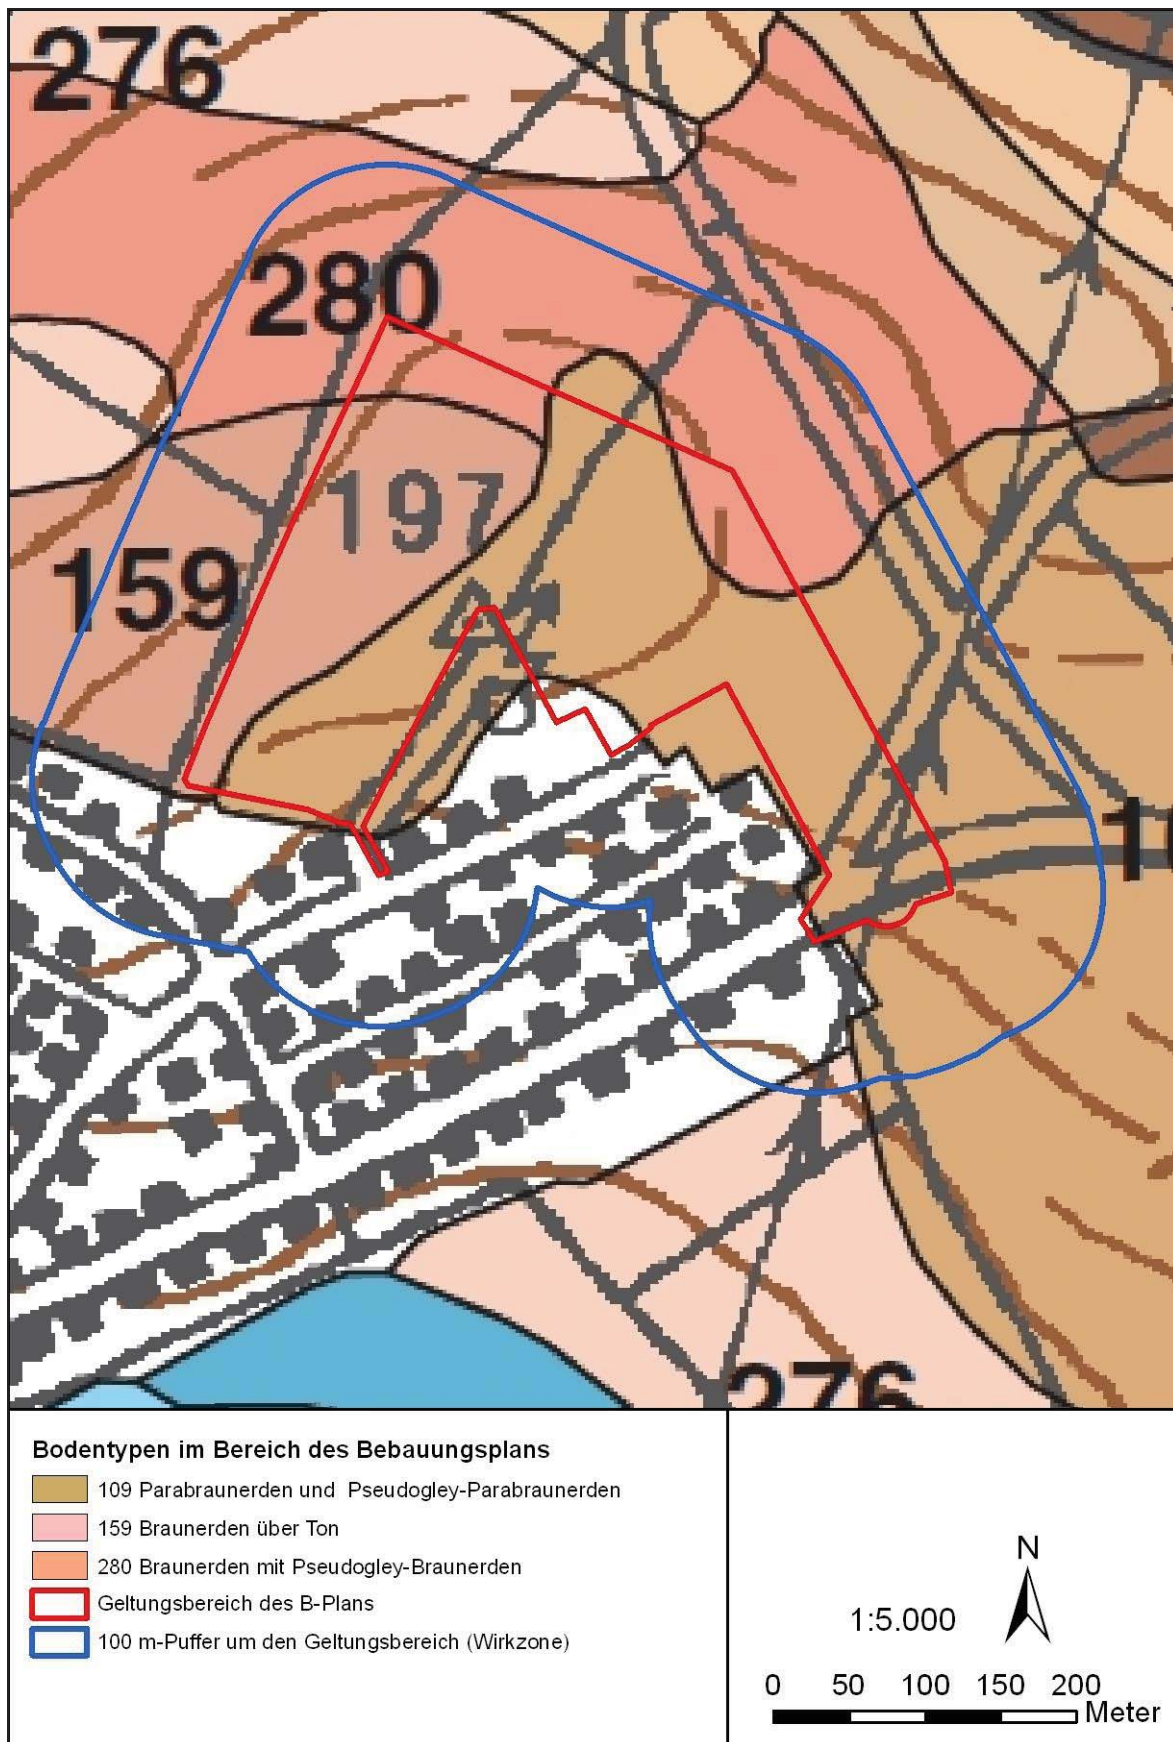 276
280
197
159
276
Bodentypen im Bereich des Bebauungsplans
109 Parabraunerden und Pseudogley-Parabraunerden
159 Braunerden über Ton
280 Braunerden mit Pseudogley-Braunerden
Geltungsbereich des B-Plans
100 m-Puffer um den Geltungsbereich (Wirkzone)
N
1:5.000
0 50 100 150 200
Meter